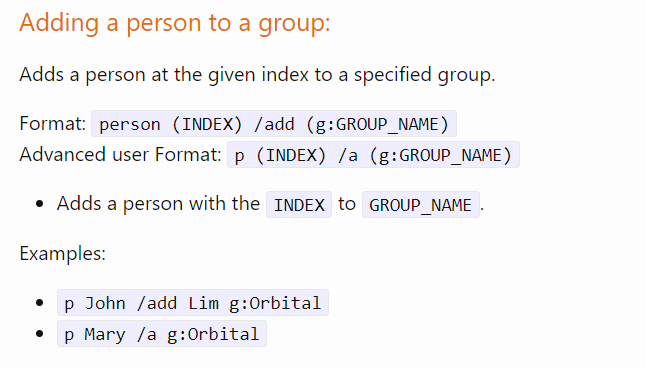 Adding a person to a group:
Adds a person at the given index to a specified group.
Format: person (INDEX) /add (g:GROUP_NAME)
Advanced user Format: p (INDEX) /a (g:GROUP_NAME)
• Adds a person with the INDEX to GROUP_NAME.
Examples:
• p John /add Lim g:Orbital
• p Mary /a g:Orbital